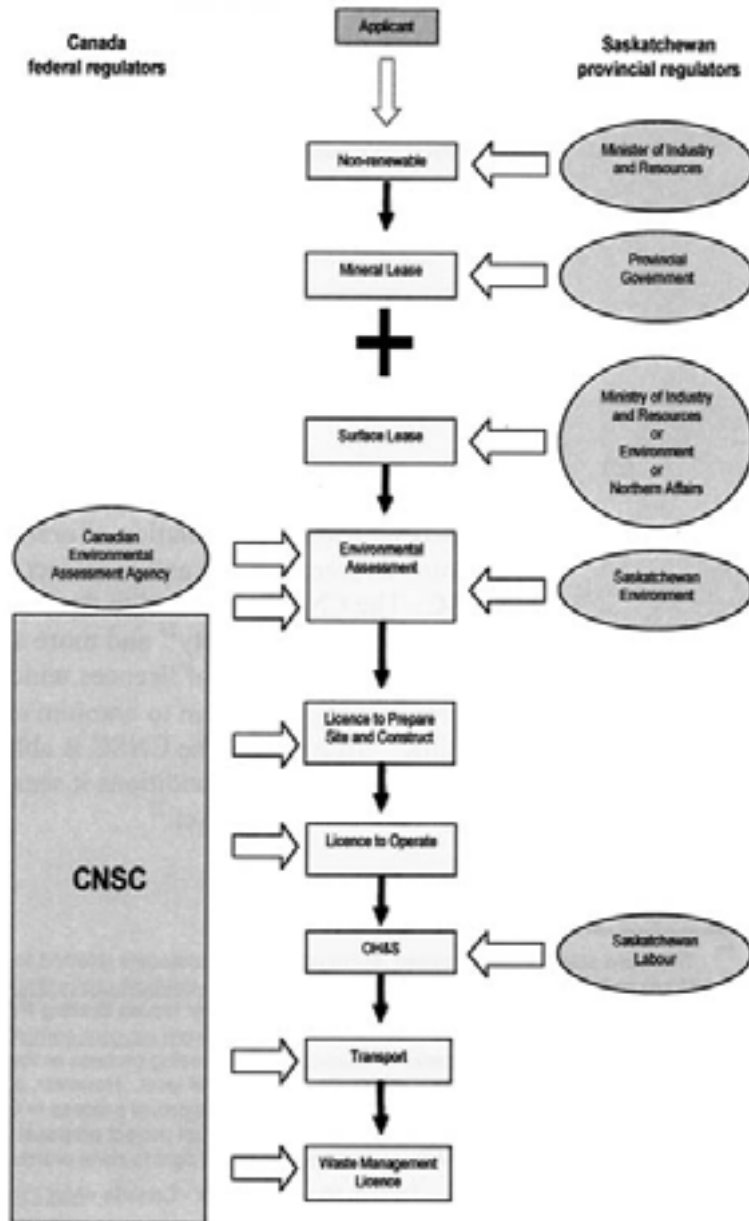 Applicant
Canada
federal regulators
Saskatchewan
provincial regulators
Non-renewable
Minister of Industry
and Resources
Mineral Lease
Provincial
Government
Surface Lease
Ministry of Industry
and Resources
or
Environment
or
Northern Affairs
Canadian
Environmental
Assessment Agency
Environmental
Assessment
Saskatchewan
Environment
Licence to Prepare
Site and Construct
Licence to Operate
CNSC
OH&S
Saskatchewan
Labour
Transport
Waste Management
Licence